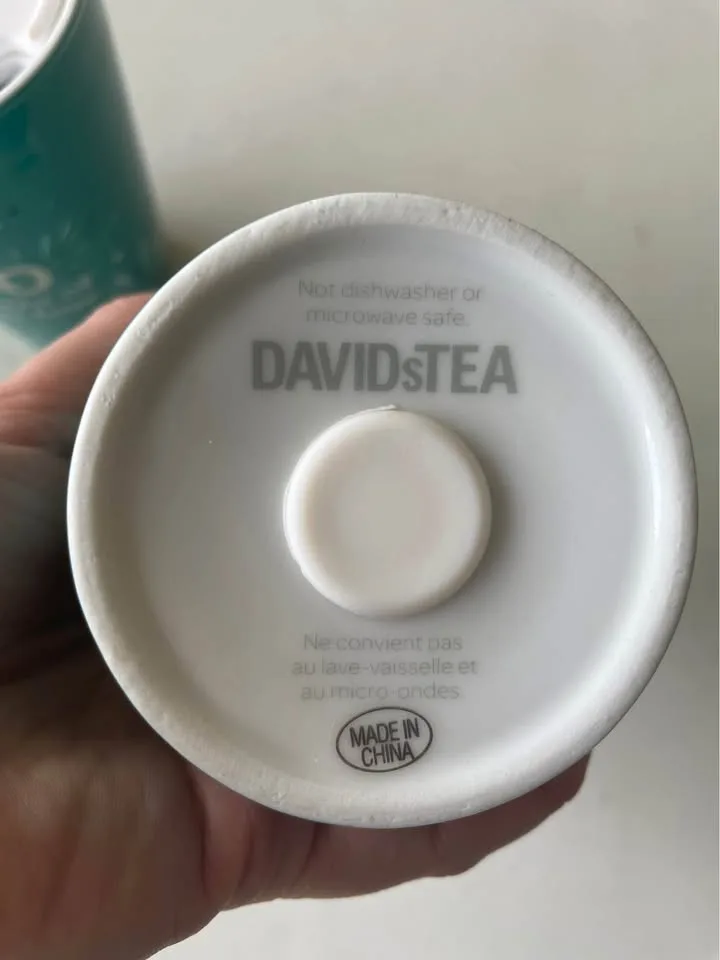 Not dishwasher or
microwave safe.
DAVIDsTEA
Ne convient pas
au lave-vaisselle et
au micro-ondes.
MADE IN
CHINA